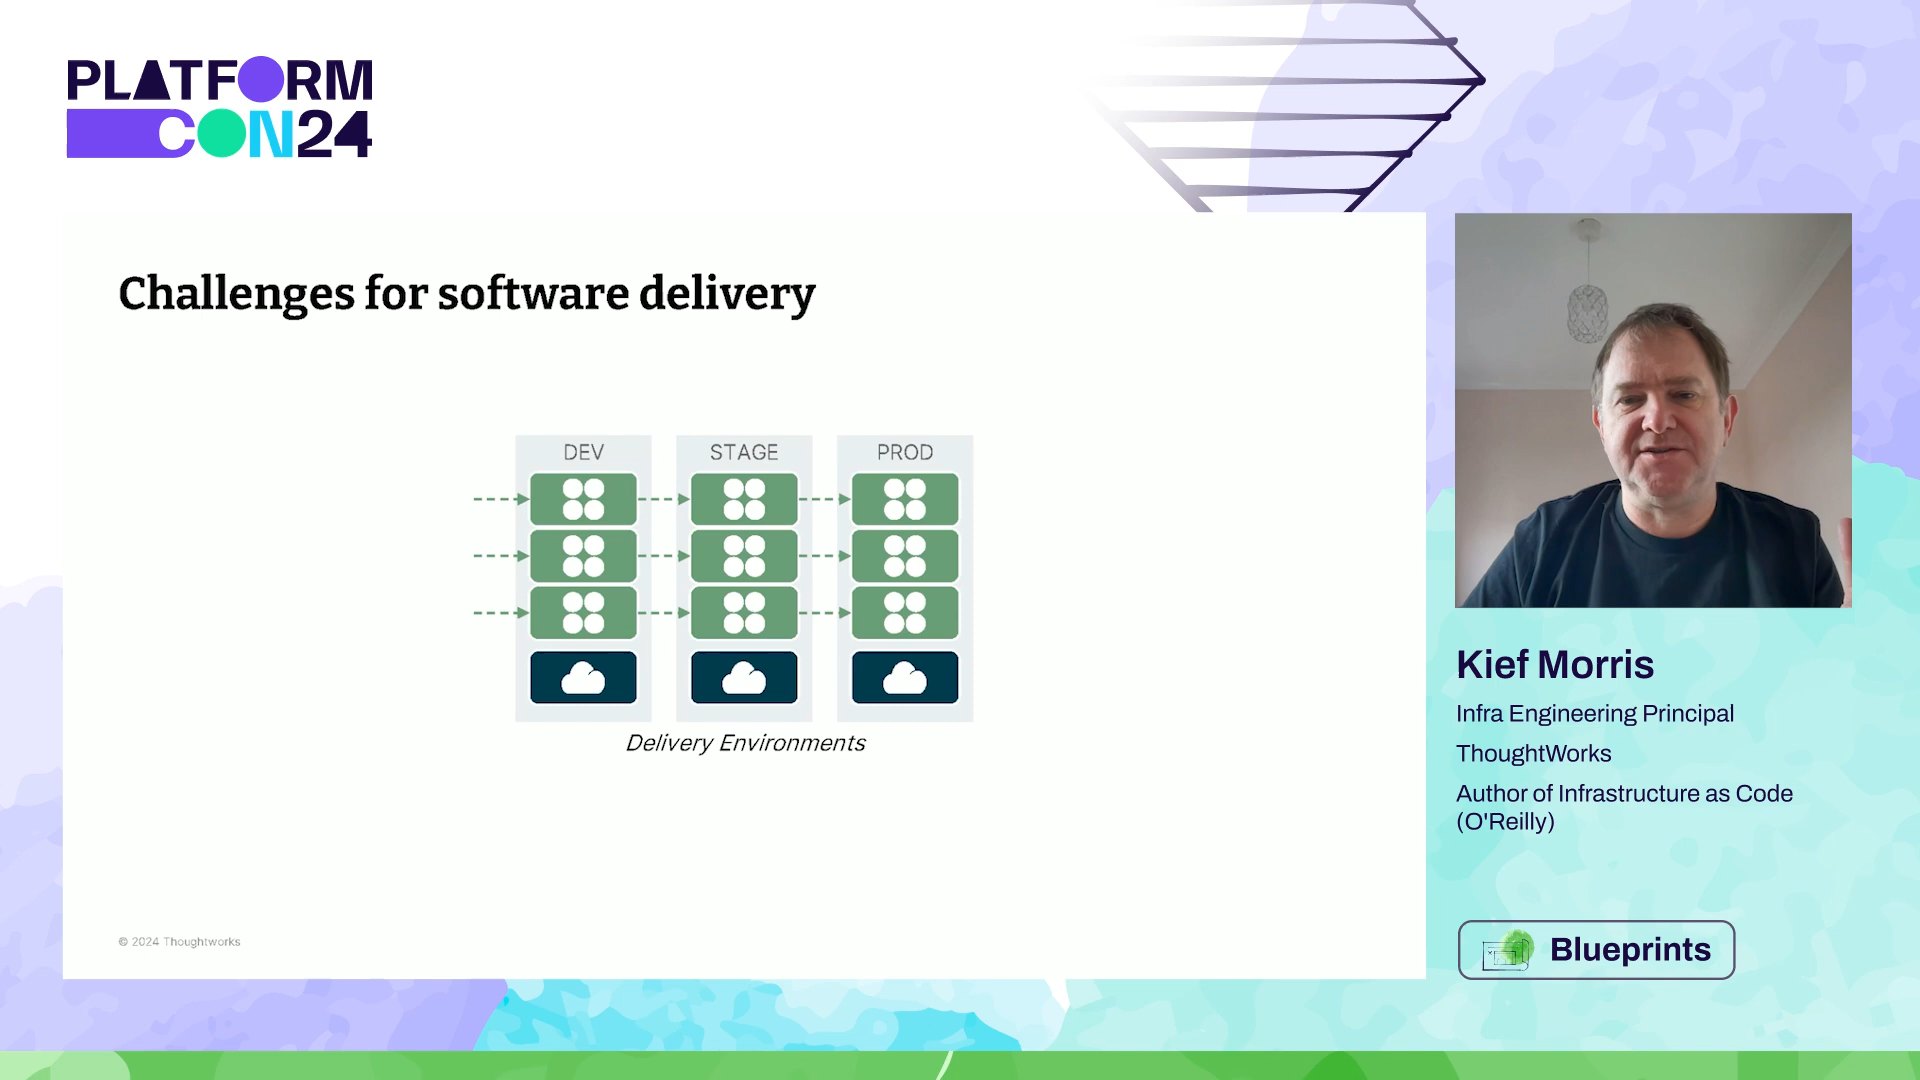 PLATFORM
CON24
Challenges for software delivery
DEV STAGE PROD
Delivery Environments
© 2024 Thoughtworks
Kief Morris
Infra Engineering Principal
ThoughtWorks
Author of Infrastructure as Code
(O'Reilly)
Blueprints